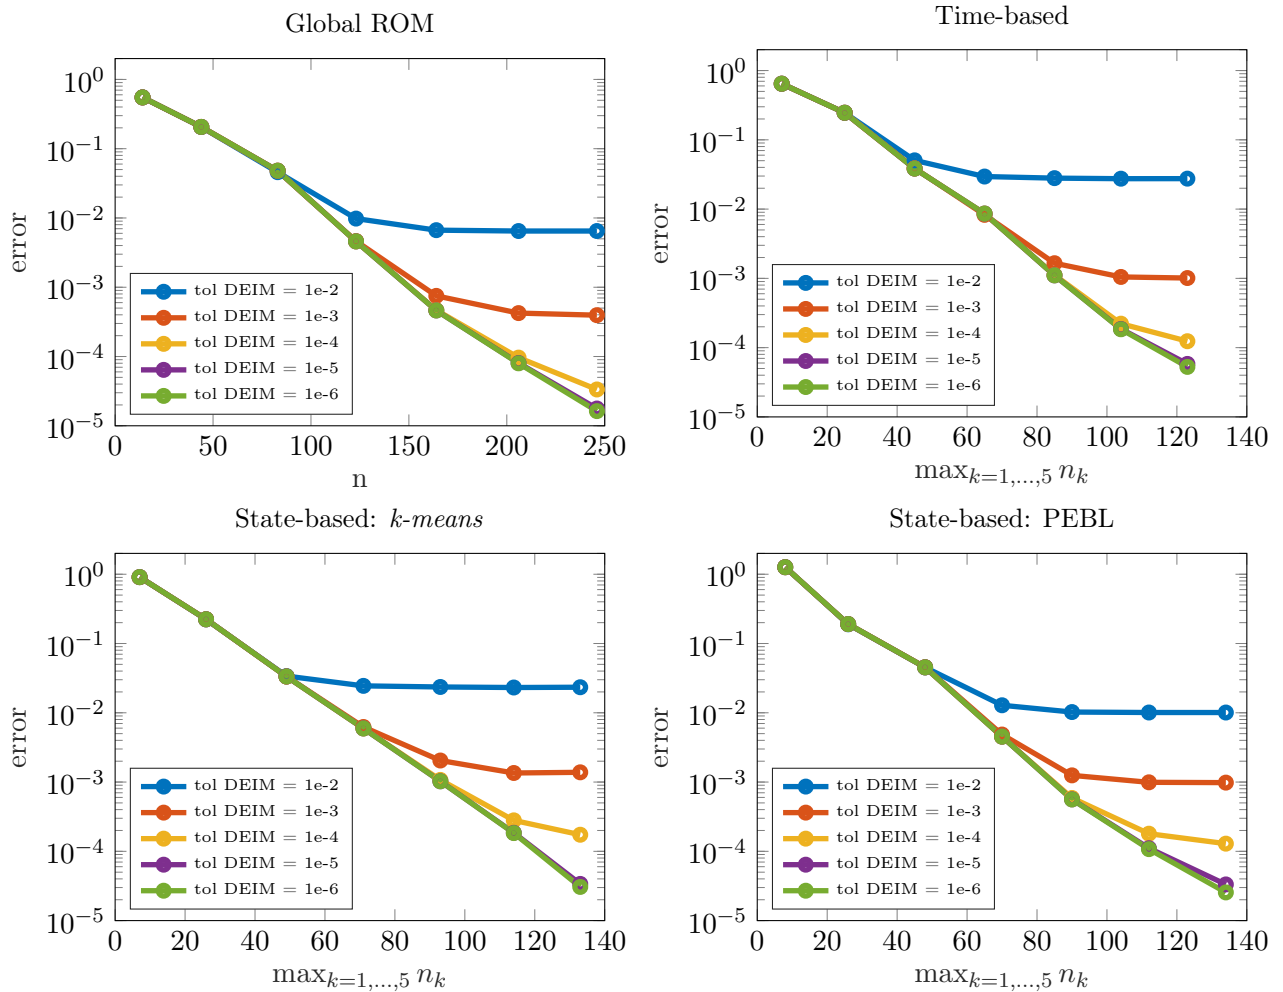 Global ROM
10^0
10^−1
10^−2
10^−3
10^−4
10^−5
error
tol DEIM = 1e-2
tol DEIM = 1e-3
tol DEIM = 1e-4
tol DEIM = 1e-5
tol DEIM = 1e-6
0 50 100 150 200 250
n
Time-based
10^0
10^−1
10^−2
10^−3
10^−4
10^−5
error
tol DEIM = 1e-2
tol DEIM = 1e-3
tol DEIM = 1e-4
tol DEIM = 1e-5
tol DEIM = 1e-6
0 20 40 60 80 100 120 140
max_{k=1,...,5} n_k
State-based: k-means
10^0
10^−1
10^−2
10^−3
10^−4
10^−5
error
tol DEIM = 1e-2
tol DEIM = 1e-3
tol DEIM = 1e-4
tol DEIM = 1e-5
tol DEIM = 1e-6
0 20 40 60 80 100 120 140
max_{k=1,...,5} n_k
State-based: PEBL
10^0
10^−1
10^−2
10^−3
10^−4
10^−5
error
tol DEIM = 1e-2
tol DEIM = 1e-3
tol DEIM = 1e-4
tol DEIM = 1e-5
tol DEIM = 1e-6
0 20 40 60 80 100 120 140
max_{k=1,...,5} n_k